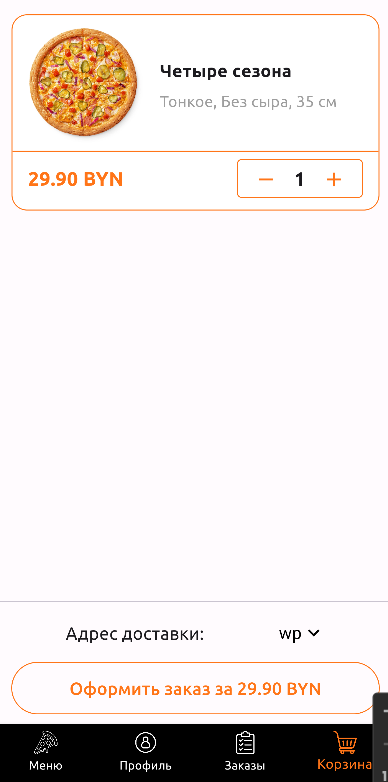 Четыре сезона
Тонкое, Без сыра, 35 см
29.90 BYN
1
Адрес доставки:
wp
Оформить заказ за 29.90 BYN
Меню
Профиль
Заказы
Корзина